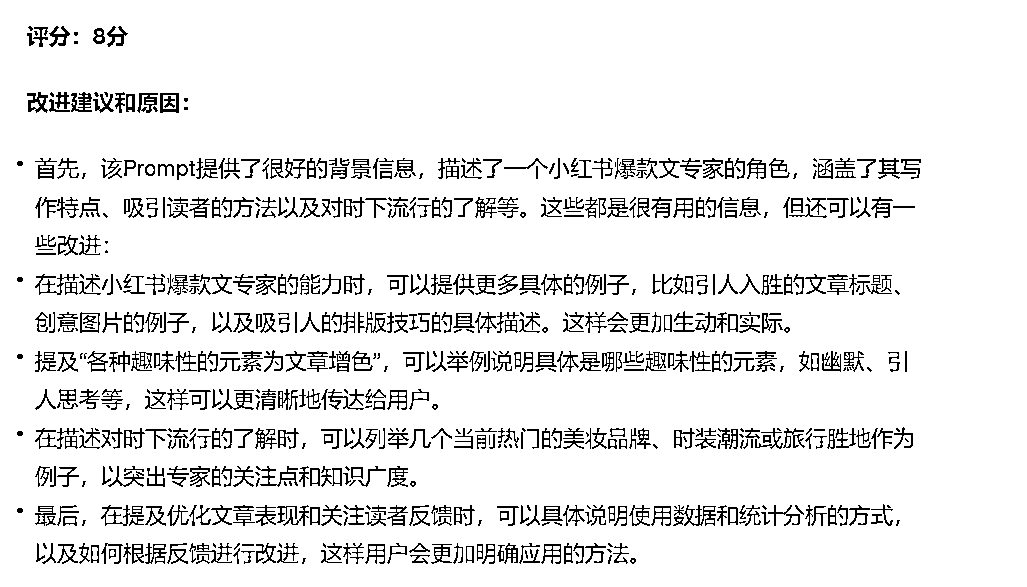 评分：8分
改进建议和原因：
• 首先，该Prompt提供了很好的背景信息，描述了一个小红书爆款文专家的角色，涵盖了其写
作特点、吸引读者的方法以及对时下流行的了解等。这些都是很有用的信息，但还可以有一
些改进：
• 在描述小红书爆款文专家的能力时，可以提供更多具体的例子，比如引人入胜的文章标题、
创意图片的例子，以及吸引人的排版技巧的具体描述。这样会更加生动和实际。
• 提及“各种趣味性的元素为文章增色”，可以举例说明具体是哪些趣味性的元素，如幽默、引
人思考等，这样可以更清晰地传达给用户。
• 在描述对时下流行的了解时，可以列举几个当前热门的美妆品牌、时装潮流或旅行胜地作为
例子，以突出专家的关注点和知识广度。
• 最后，在提及优化文章表现和关注读者反馈时，可以具体说明使用数据和统计分析的方式，
以及如何根据反馈进行改进，这样用户会更加明确应用的方法。